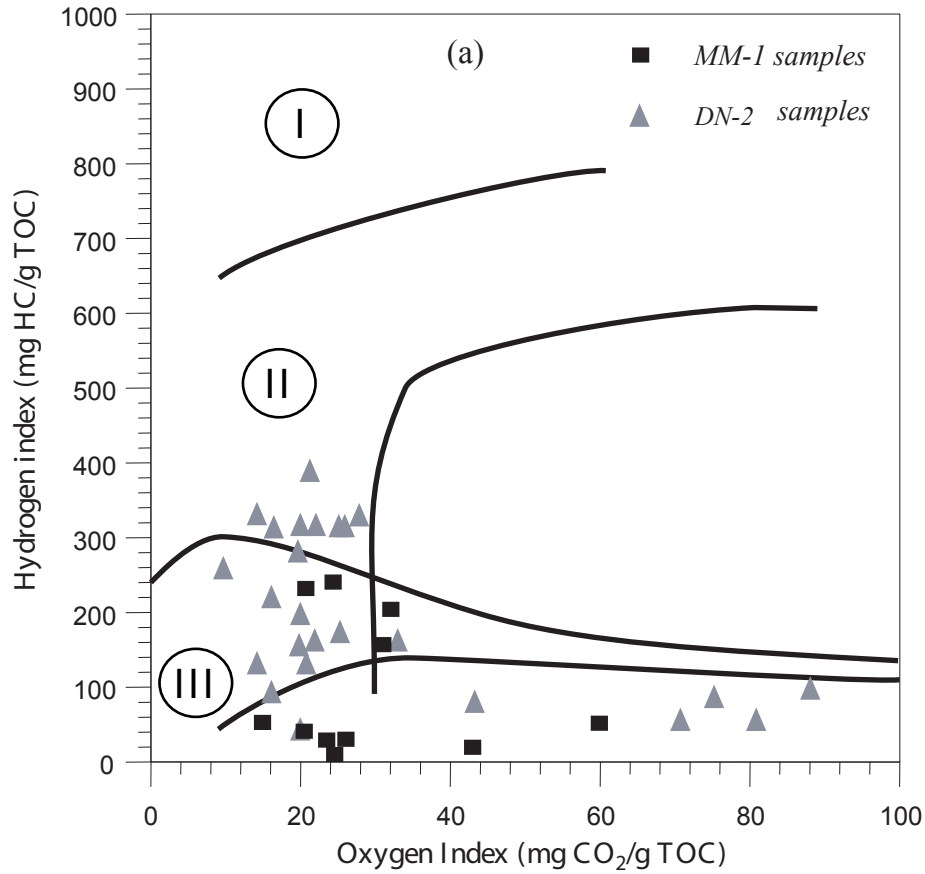 (a)
MM-1 samples
DN-2 samples
I
II
III
Hydrogen index (mg HC/g TOC)
1000
900
800
700
600
500
400
300
200
100
0
0 20 40 60 80 100
Oxygen Index (mg CO₂/g TOC)